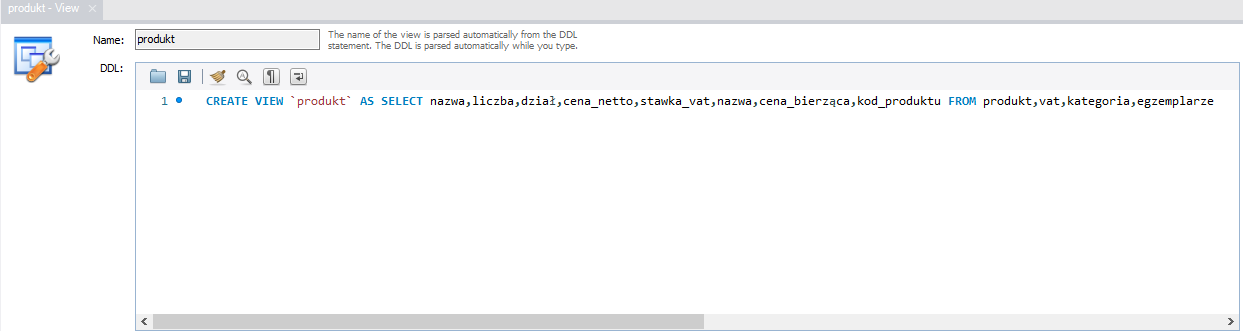 produkt - View
Name:
produkt
The name of the view is parsed automatically from the DDL
statement. The DDL is parsed automatically while you type.
DDL:
1
CREATE VIEW `produkt` AS SELECT nazwa,liczba,dział,cena_netto,stawka_vat,nazwa,cena_bierząca,kod_produktu FROM produkt,vat,kategoria,egzemplarze